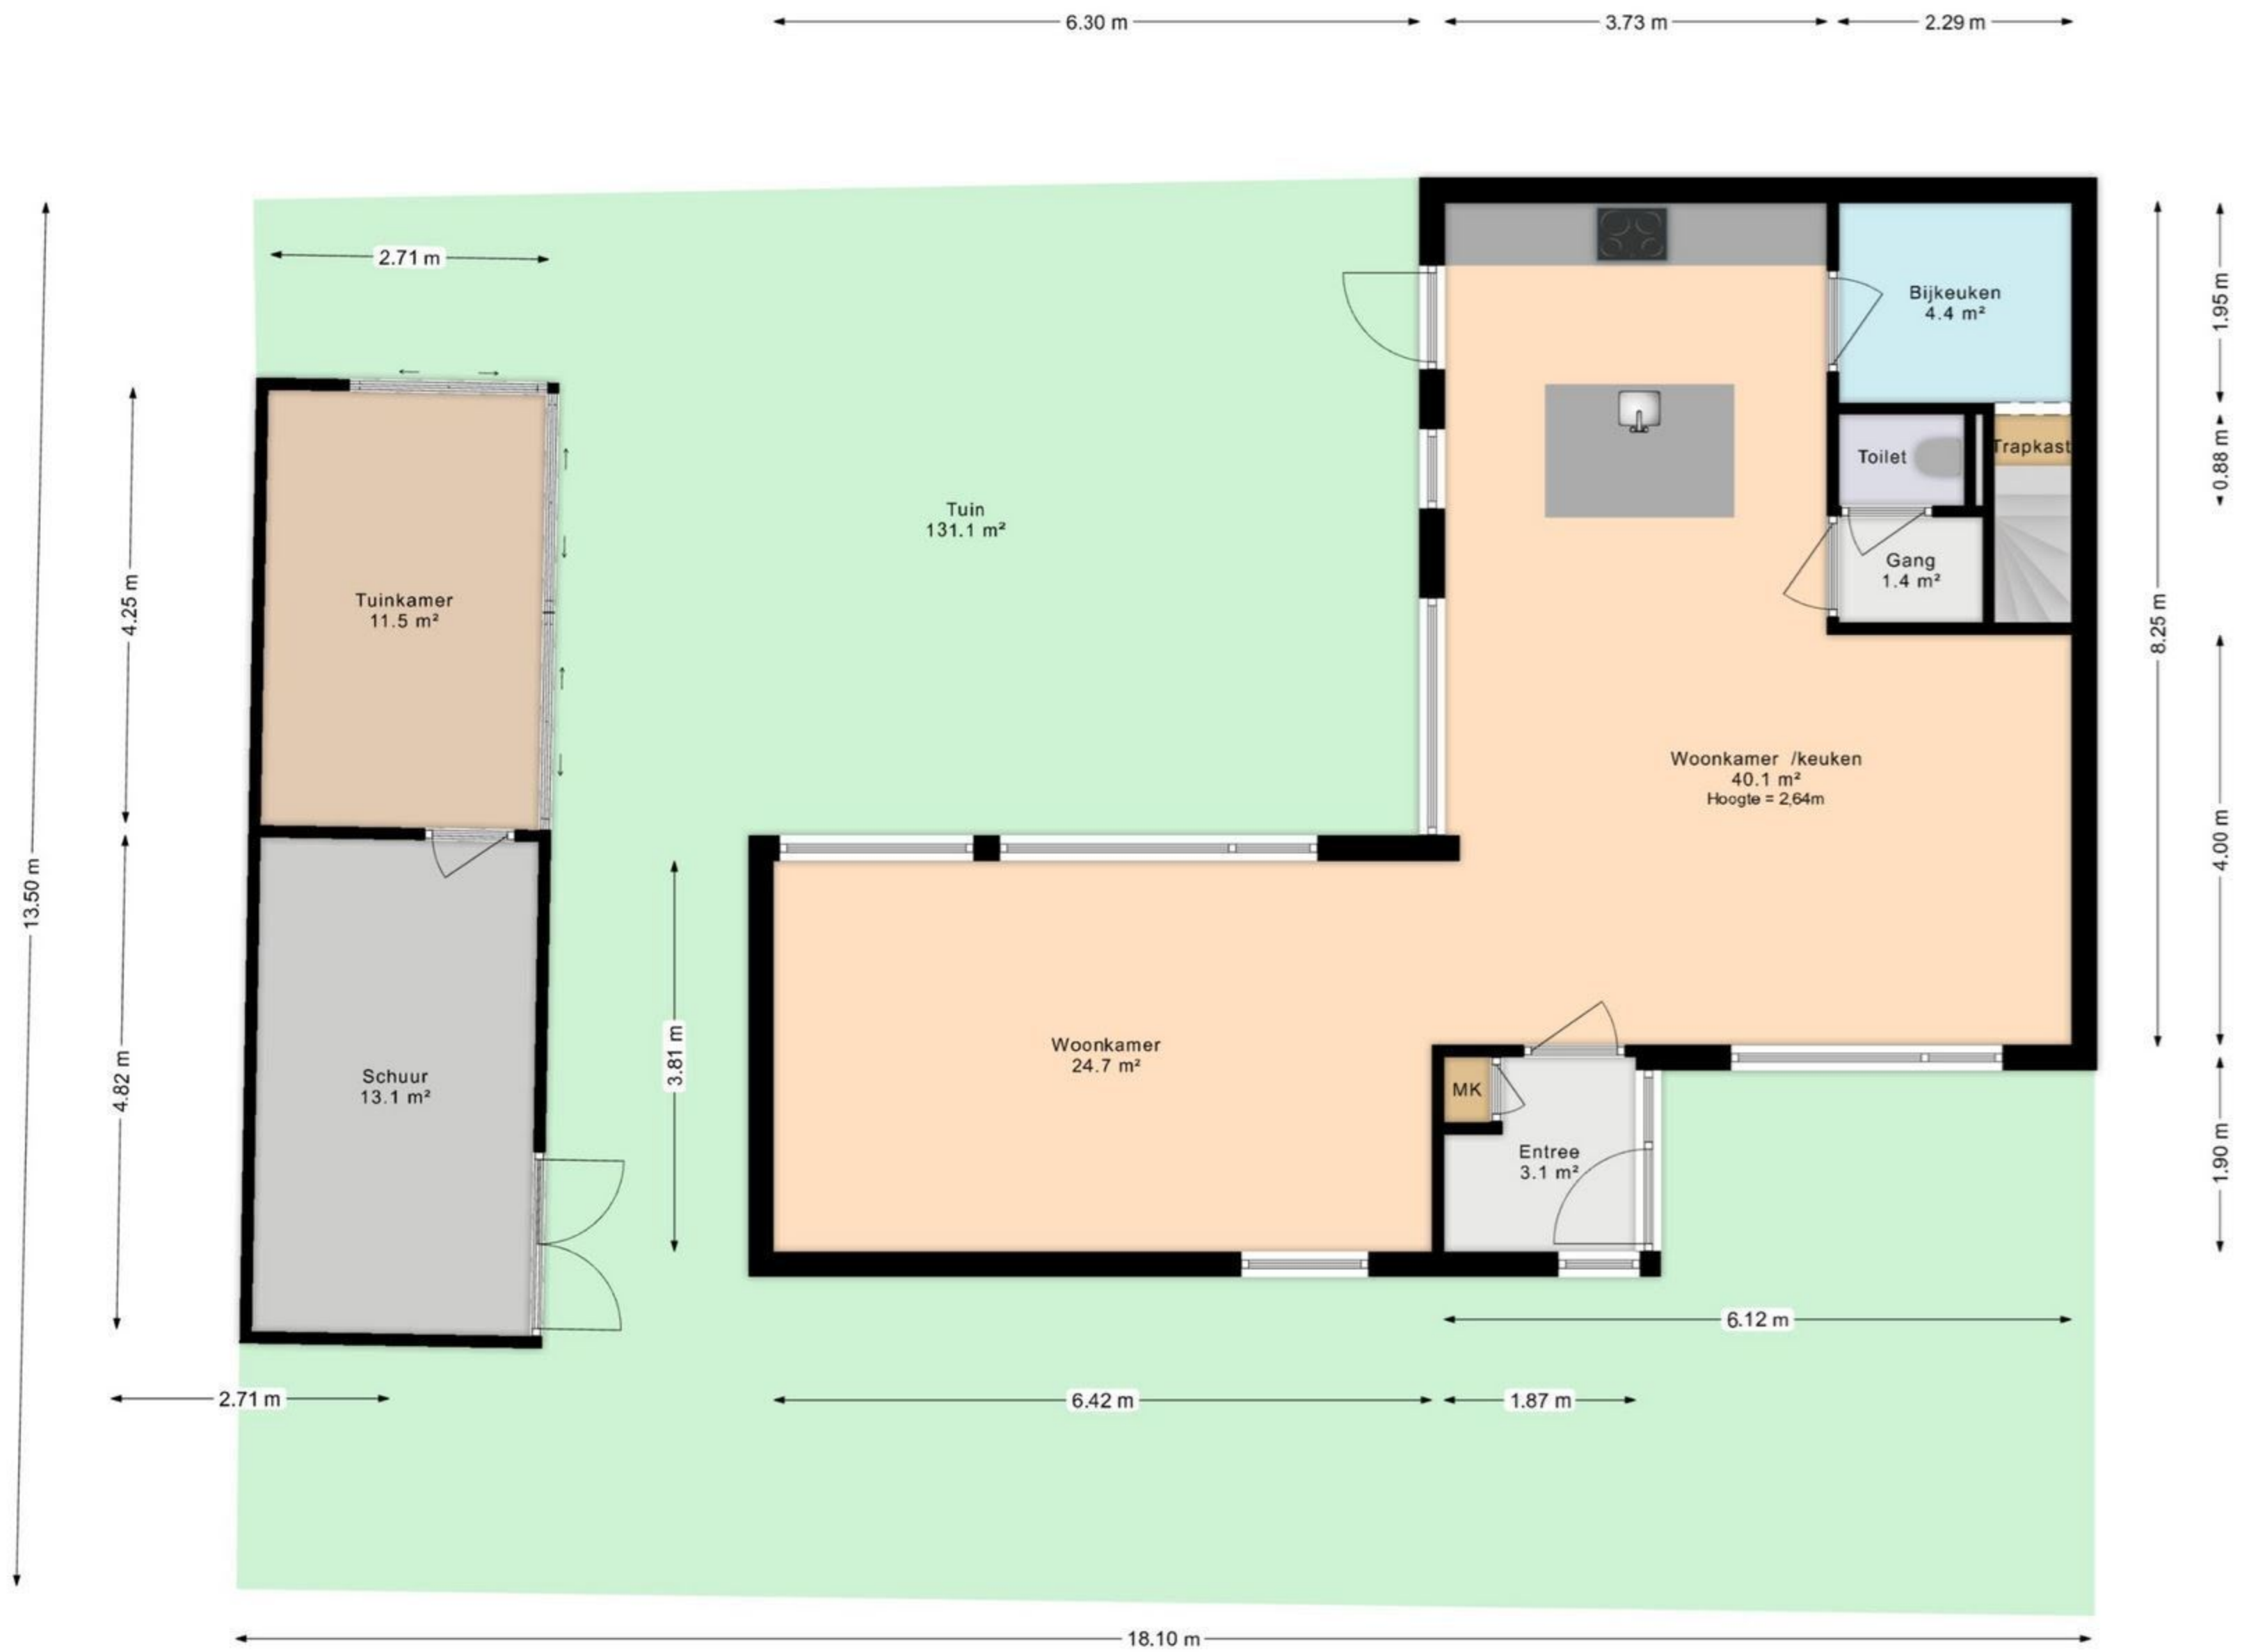 6.30 m
3.73 m
2.29 m
2.71 m
Bijkeuken
4.4 m²
1.95 m
Trapkast
Toilet
0.88 m
Tuin
131.1 m²
Gang
1.4 m²
Tuinkamer
11.5 m²
4.25 m
8.25 m
Woonkamer /keuken
40.1 m²
Hoogte = 2,64m
4.00 m
13.50 m
Woonkamer
24.7 m²
3.81 m
Schuur
13.1 m²
4.82 m
MK
Entree
3.1 m²
1.90 m
6.12 m
2.71 m
6.42 m
1.87 m
18.10 m